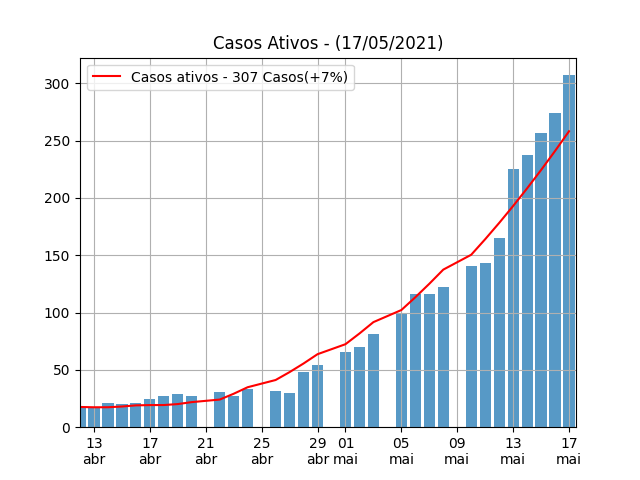 Casos Ativos - (17/05/2021)
Casos ativos - 307 Casos(+7%)
300
250
200
150
100
50
0
13 17 21 25 29 01 05 09 13 17
abr abr abr abr abr mai mai mai mai mai